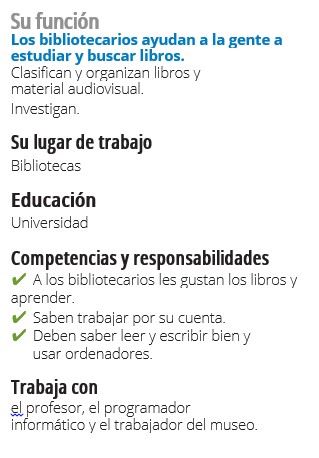 Su función
Los bibliotecarios ayudan a la gente a
estudiar y buscar libros.
Clasifican y organizan libros y
material audiovisual.
Investigan.
Su lugar de trabajo
Bibliotecas
Educación
Universidad
Competencias y responsabilidades
✔ A los bibliotecarios les gustan los libros y
aprender.
✔ Saben trabajar por su cuenta.
✔ Deben saber leer y escribir bien y
usar ordenadores.
Trabaja con
el profesor, el programador
informático y el trabajador del museo.